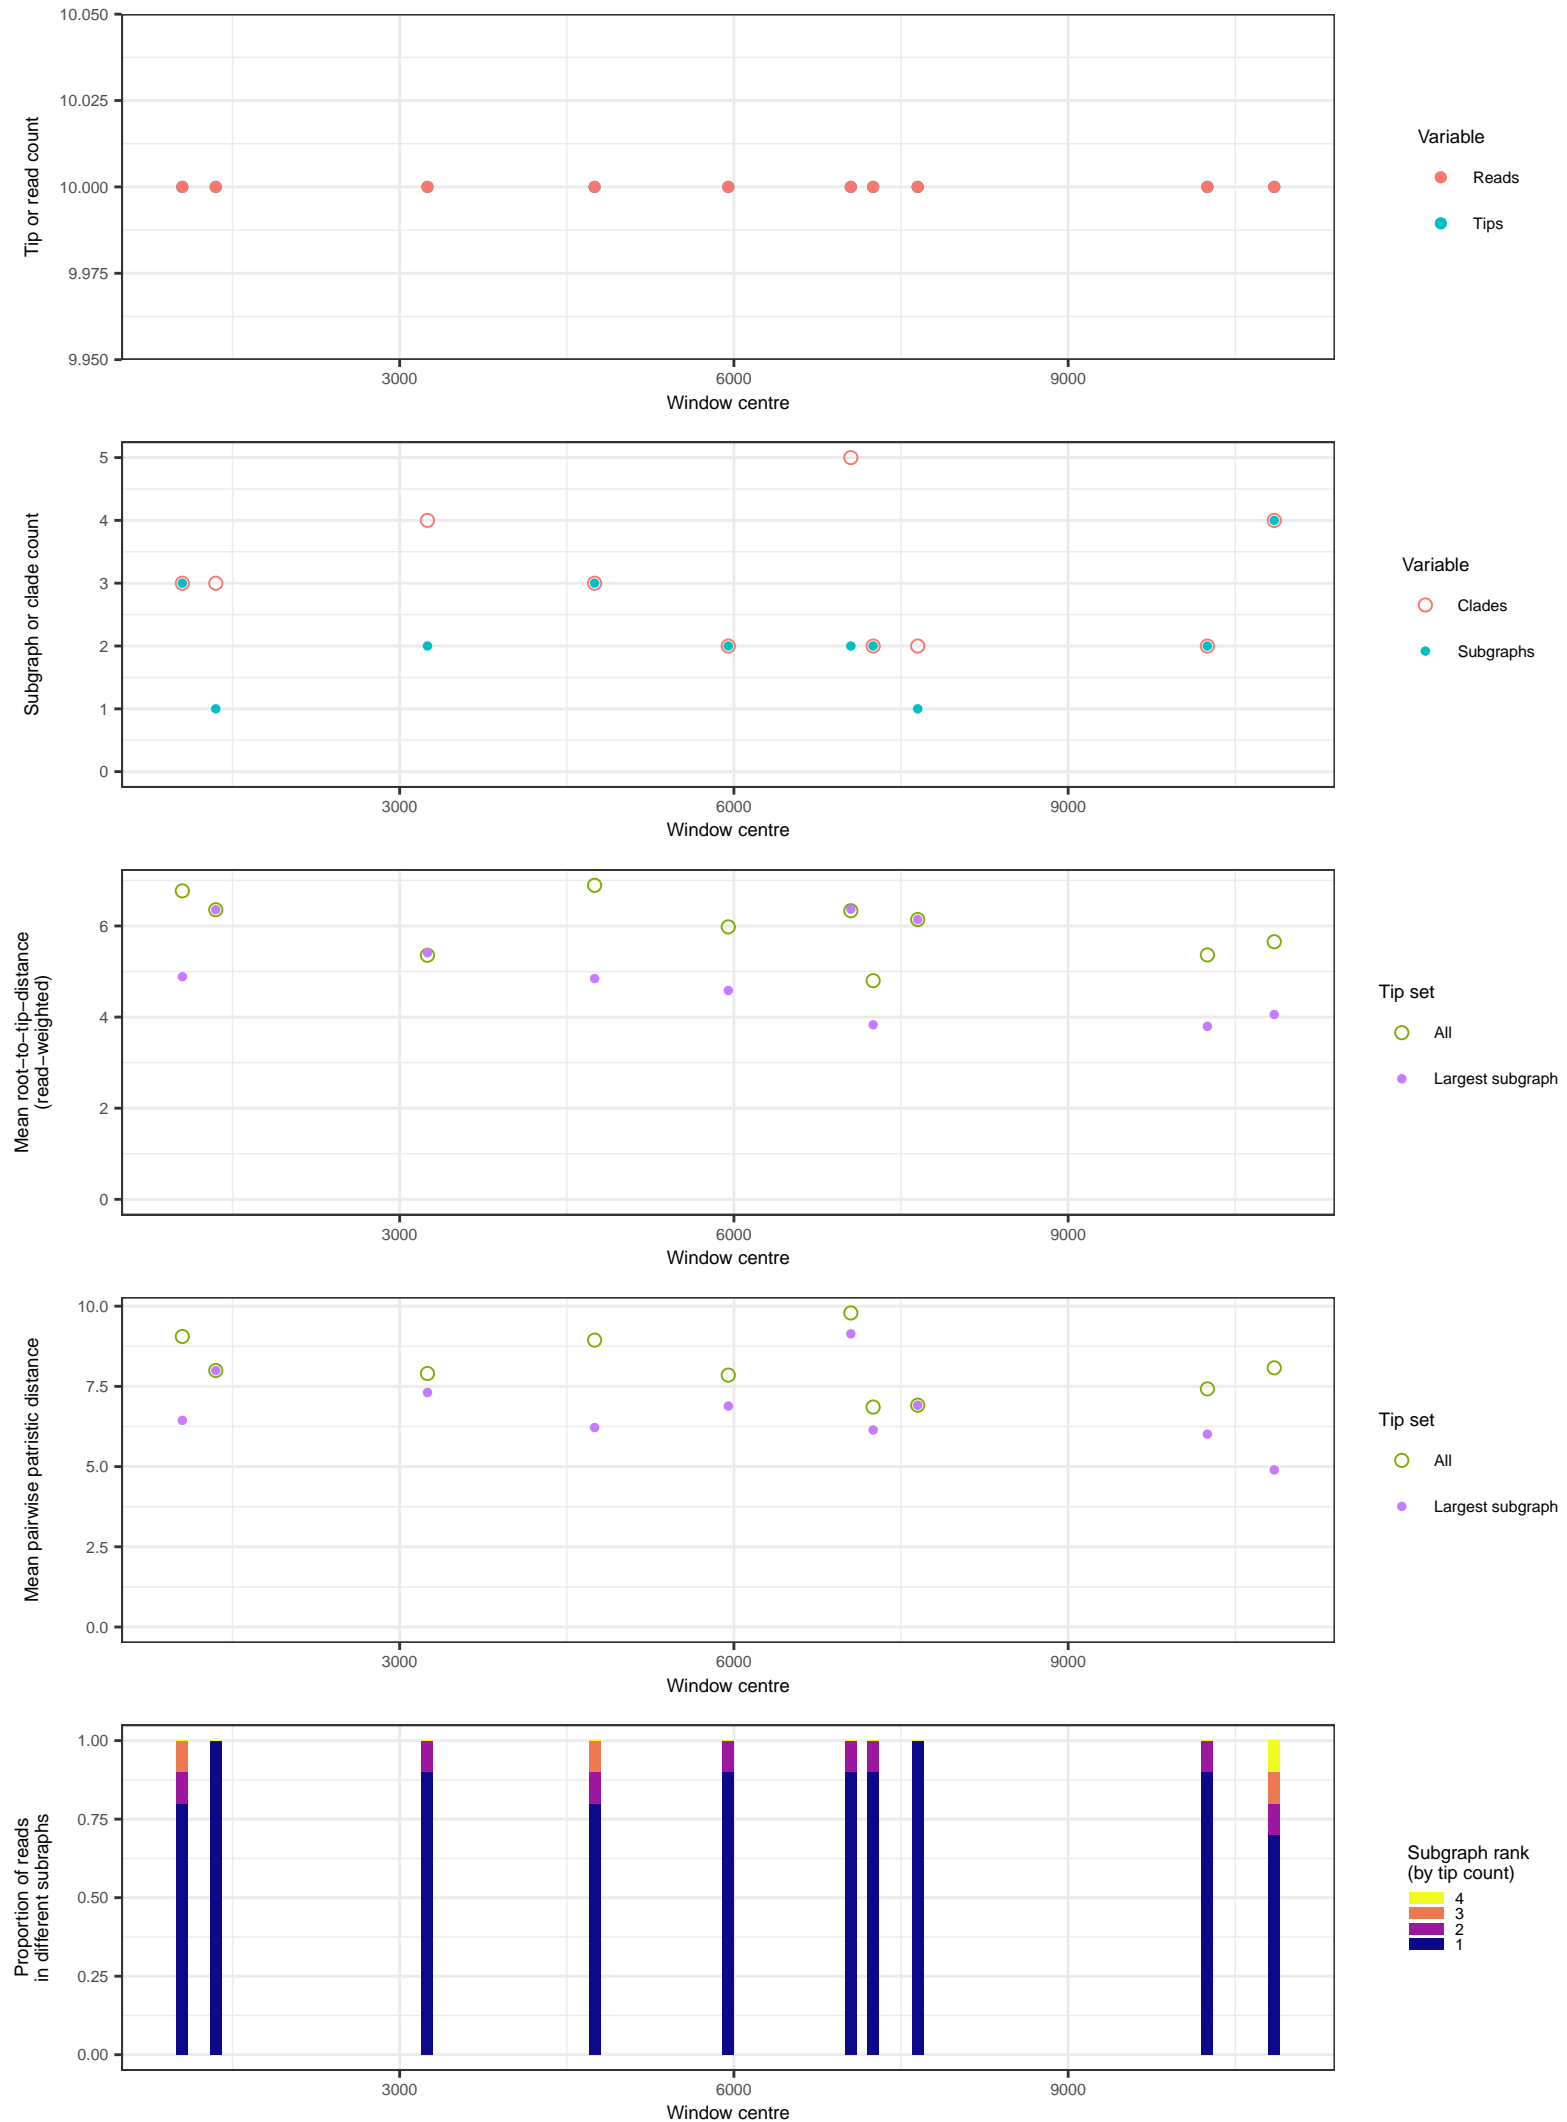 10.050
10.025
10.000
9.975
9.950
Tip or read count
3000 6000 9000
Window centre
Variable
Reads
Tips
5
4
3
2
1
0
Subgraph or clade count
3000 6000 9000
Window centre
Variable
Clades
Subgraphs
6
4
2
0
Mean root−to−tip−distance
(read−weighted)
3000 6000 9000
Window centre
Tip set
All
Largest subgraph
10.0
7.5
5.0
2.5
0.0
Mean pairwise patristic distance
3000 6000 9000
Window centre
Tip set
All
Largest subgraph
1.00
0.75
0.50
0.25
0.00
Proportion of reads
in different subraphs
3000 6000 9000
Window centre
Subgraph rank
(by tip count)
4
3
2
1